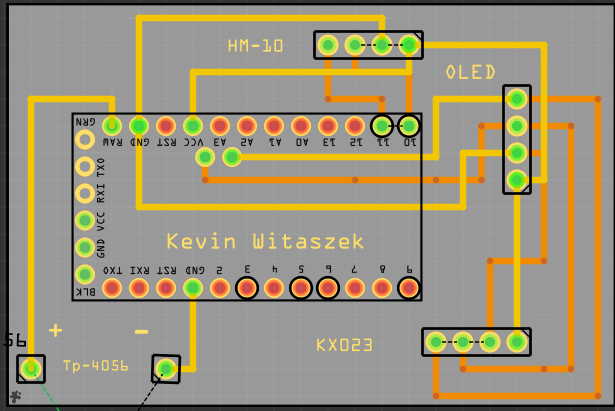 HM-10
OLED
GRN
RAW GND RST VCC A3 A2 A1 A0 13 12 11 10
TXO
RXI
VCC
GND
BLK
Kevin Witaszek
TXO RXI RST GND 2 3 4 5 6 7 8 9
+ -
56
Tp-4056
KX023
*